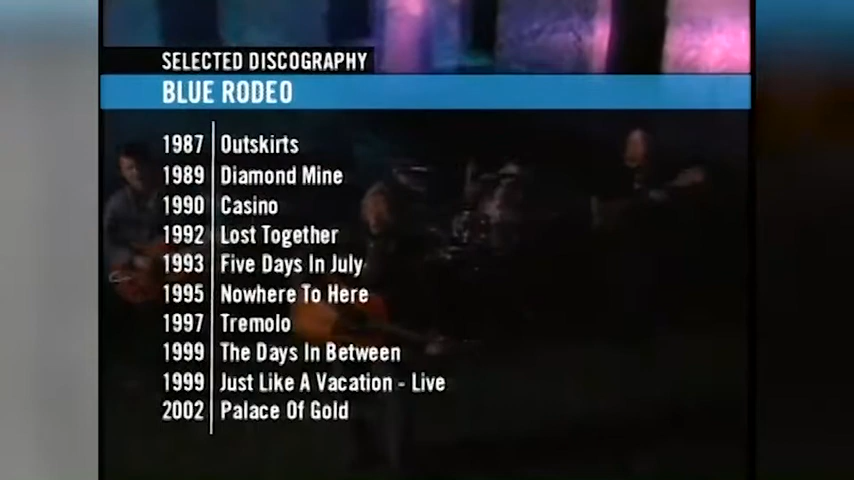 SELECTED DISCOGRAPHY
BLUE RODEO
1987 Outskirts
1989 Diamond Mine
1990 Casino
1992 Lost Together
1993 Five Days In July
1995 Nowhere To Here
1997 Tremolo
1999 The Days In Between
1999 Just Like A Vacation - Live
2002 Palace Of Gold